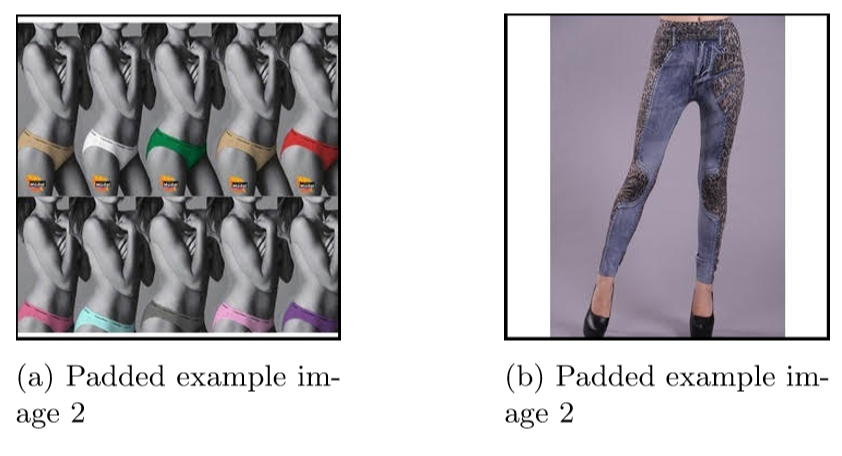 (a) Padded example im-
age 2
(b) Padded example im-
age 2